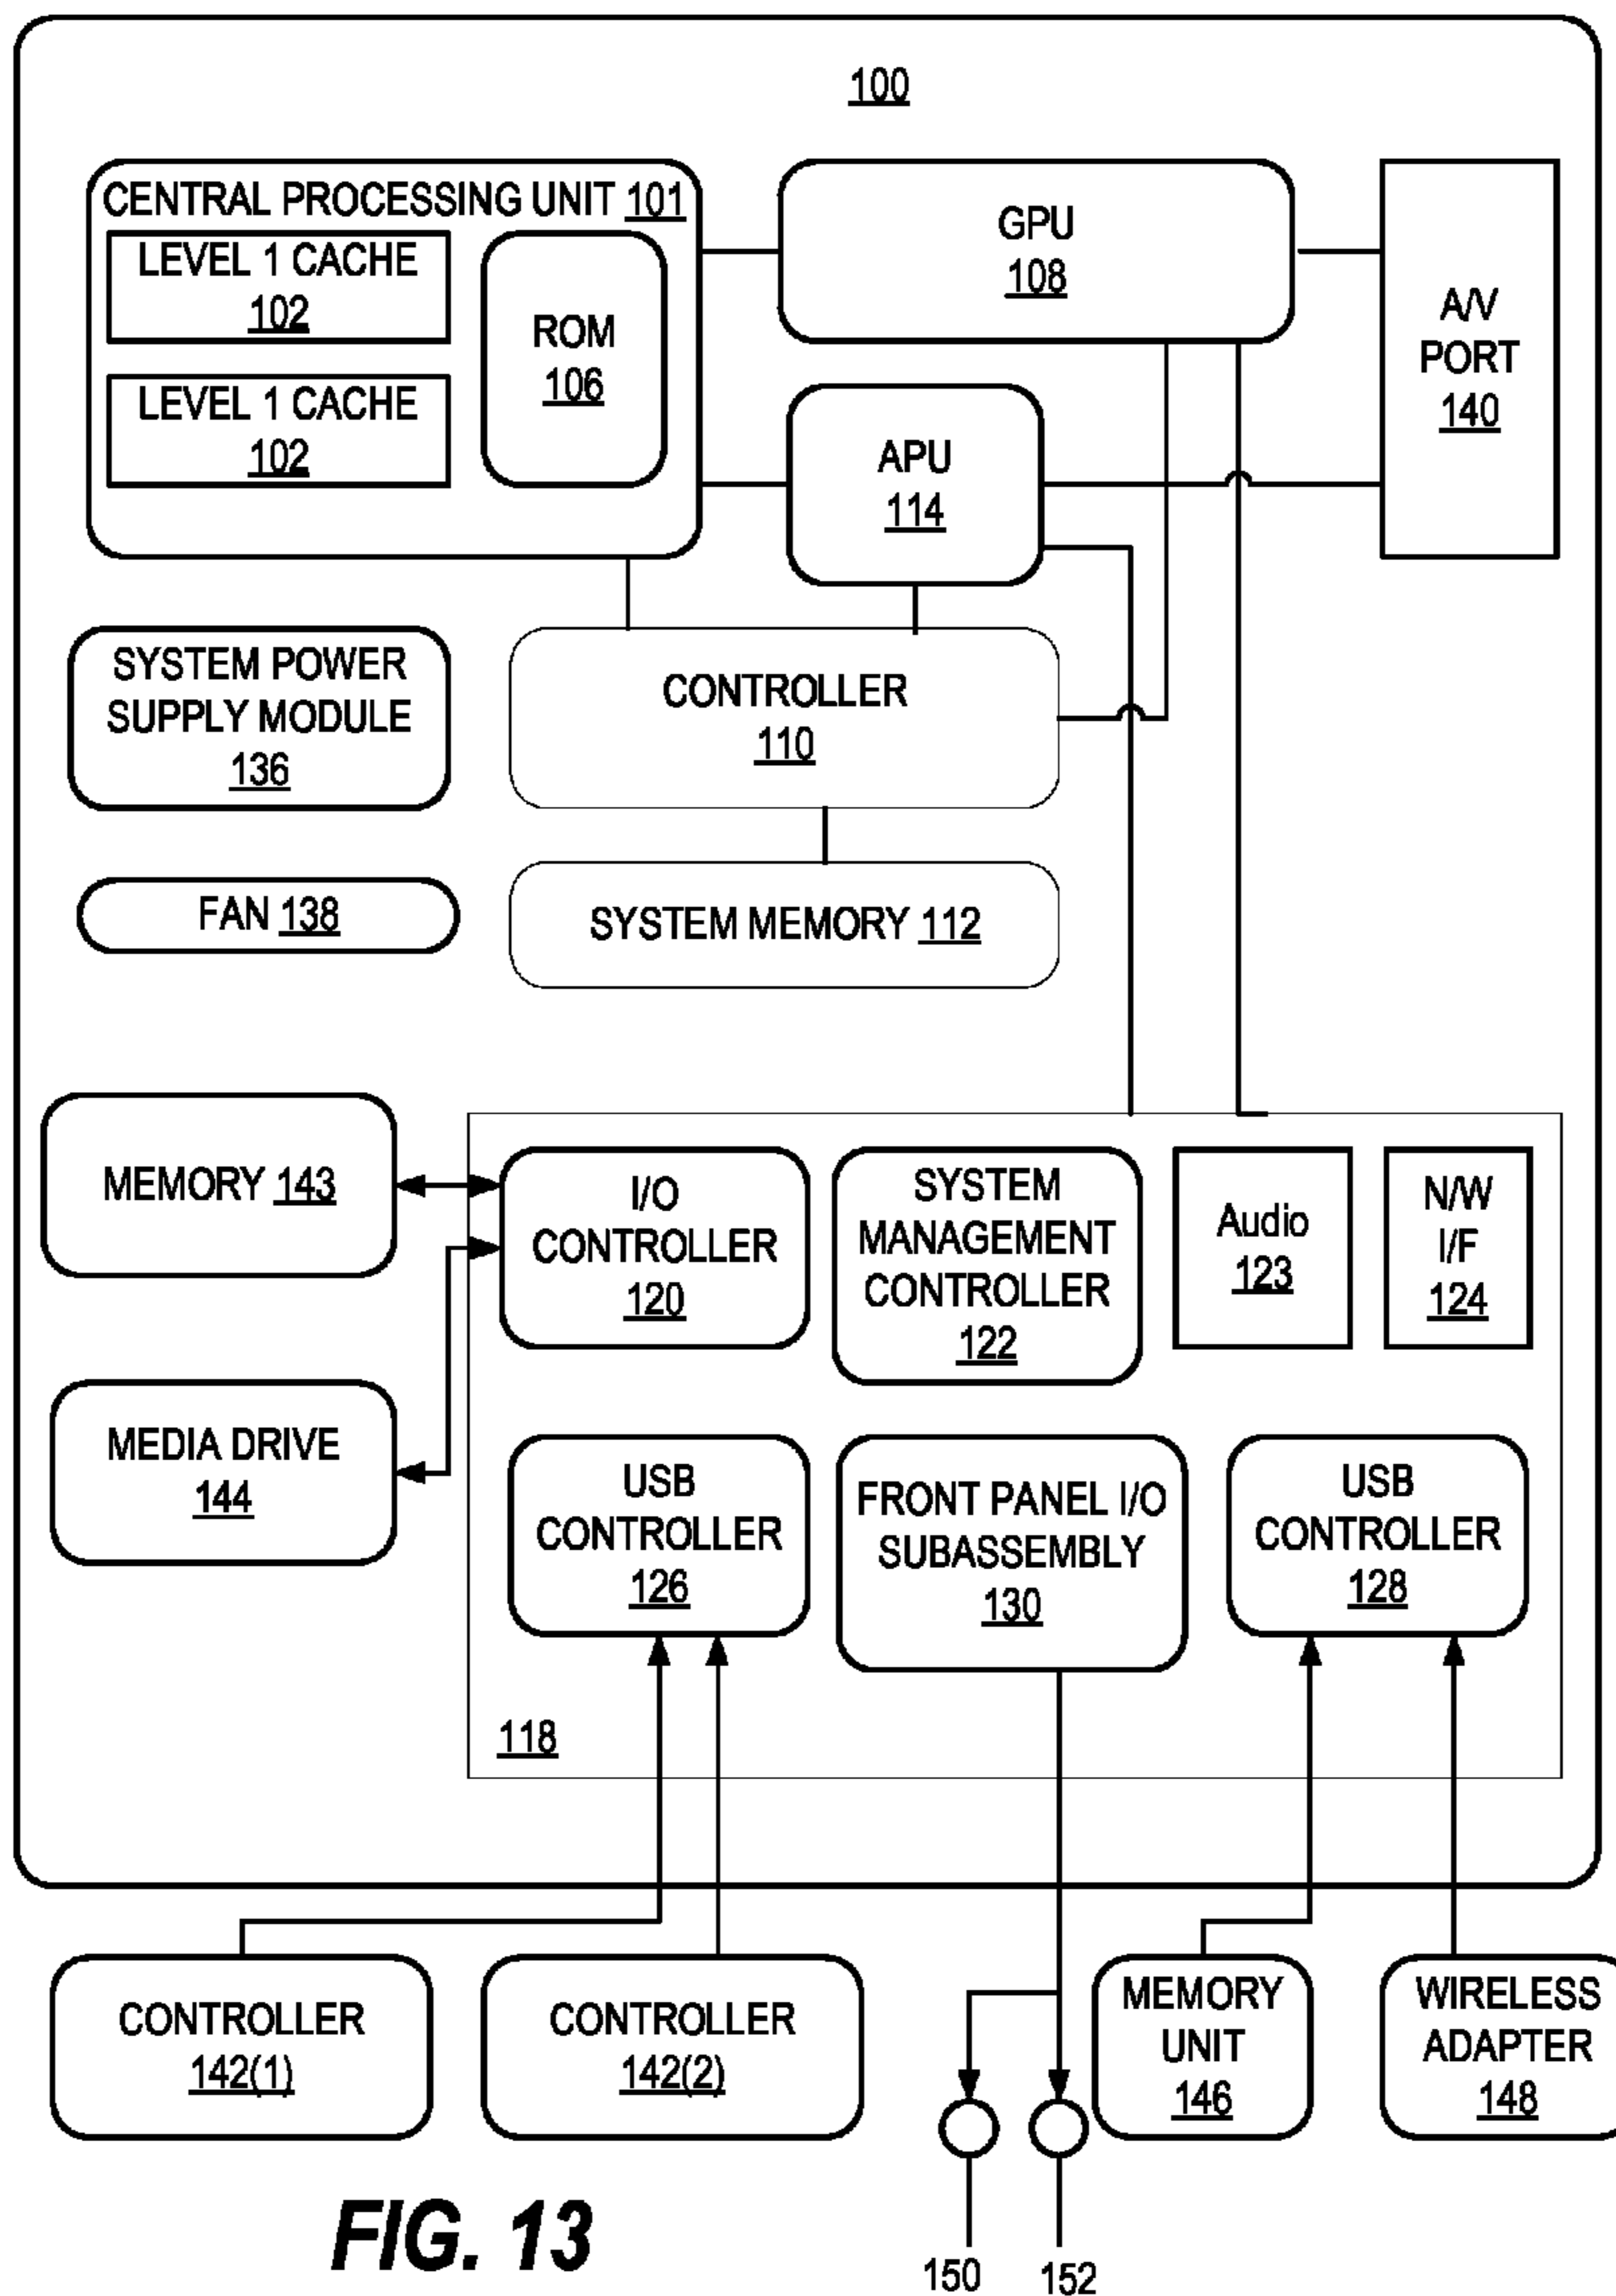 100
CENTRAL PROCESSING UNIT 101
LEVEL 1 CACHE
102
LEVEL 1 CACHE
102
ROM
106
GPU
108
A/V
PORT
140
APU
114
SYSTEM POWER
SUPPLY MODULE
136
CONTROLLER
110
FAN 138
SYSTEM MEMORY 112
MEMORY 143
I/O
CONTROLLER
120
SYSTEM
MANAGEMENT
CONTROLLER
122
Audio
123
N/W
I/F
124
MEDIA DRIVE
144
USB
CONTROLLER
126
FRONT PANEL I/O
SUBASSEMBLY
130
USB
CONTROLLER
128
118
CONTROLLER
142(1)
CONTROLLER
142(2)
MEMORY
UNIT
146
WIRELESS
ADAPTER
148
150
152
FIG. 13